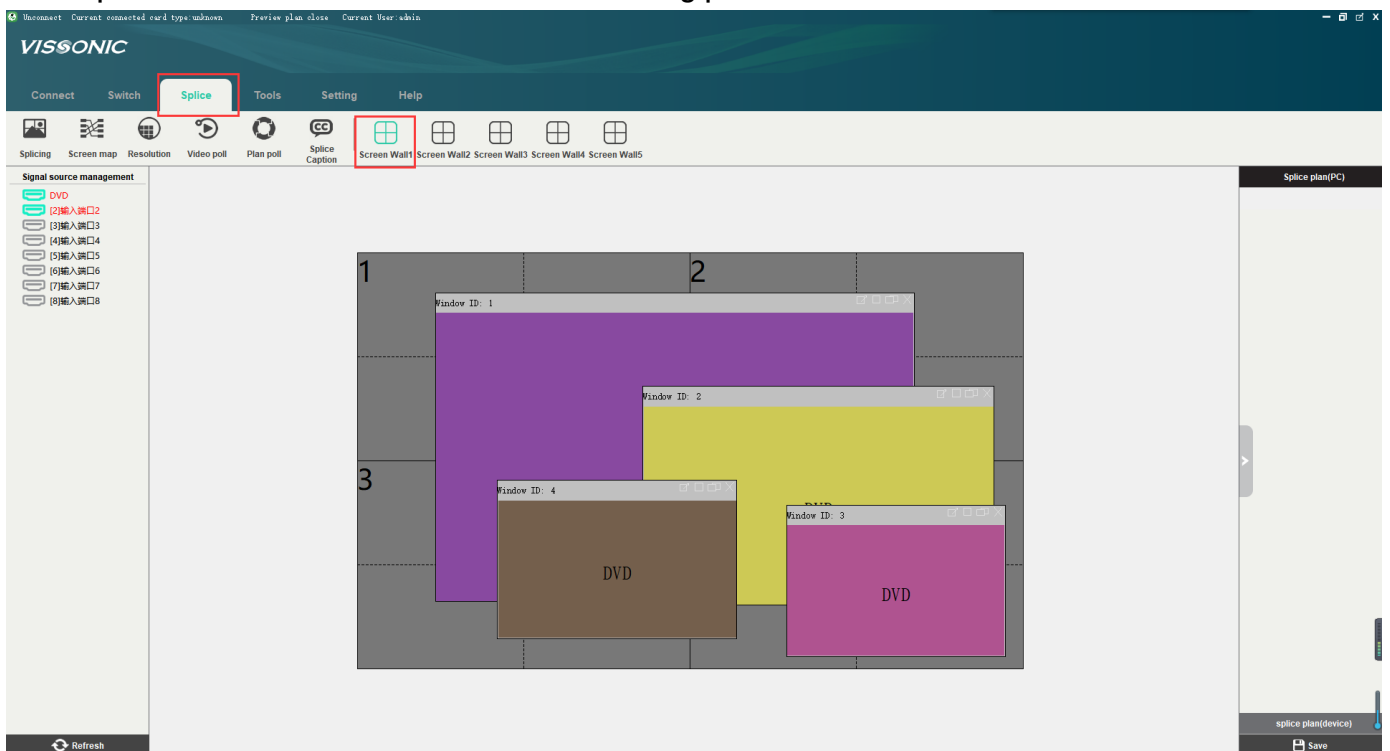 Unconnect Current connected card type:unknown Preview plan close Current User:admin
VISSONIC
Connect Switch Splice Tools Setting Help
Splicing Screen map Resolution Video poll Plan poll Splice Caption Screen Wall1 Screen Wall2 Screen Wall3 Screen Wall4 Screen Wall5
Signal source management
DVD
[2]输入端口2
[3]输入端口3
[4]输入端口4
[5]输入端口5
[6]输入端口6
[7]输入端口7
[8]输入端口8
1
2
Window ID: 1
Window ID: 2
3
Window ID: 4
DVD
Window ID: 3
DVD
Splice plan(PC)
splice plan(device)
Refresh
Save